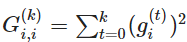 $G_{i,i}^{(k)} = \sum_{t=0}^{k} (g_i^{(t)})^2$